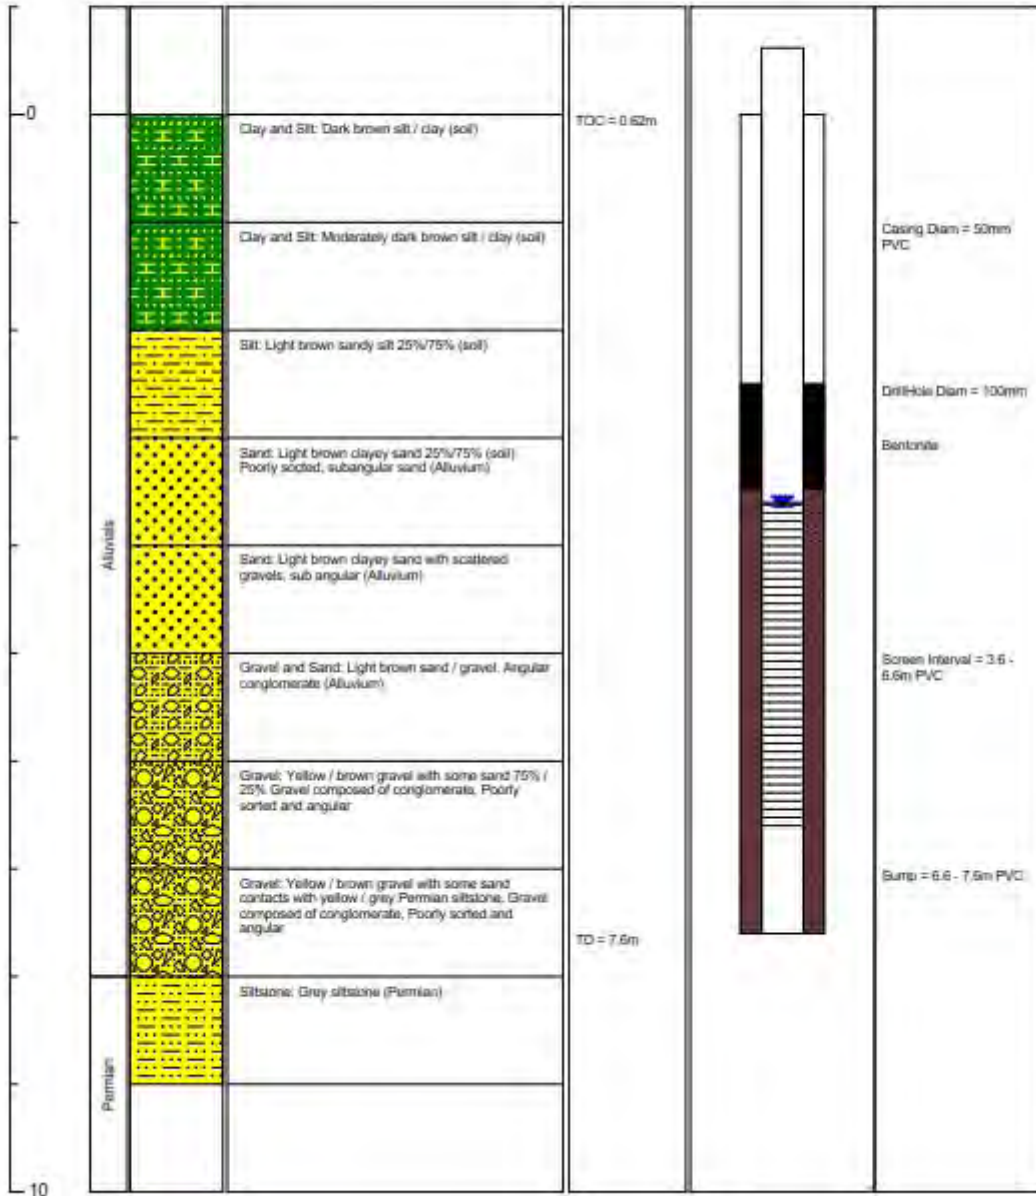 0
Clay and Silt: Dark brown silt / clay (soil)
TOC = 0.62m
Clay and Silt: Moderately dark brown silt / clay (soil)
Casing Diam = 50mm
PVC
Silt: Light brown sandy silt 25%/75% (soil)
DrillHole Diam = 100mm
Sand: Light brown clayey sand 25%/75% (soil)
Poorly sorted, subangular sand (Alluvium)
Bentonite
Alluvials
Sand: Light brown clayey sand with scattered
gravels, sub angular (Alluvium)
Gravel and Sand: Light brown sand / gravel. Angular
conglomerate (Alluvium)
Screen Interval = 3.6 -
6.6m PVC
Gravel: Yellow / brown gravel with some sand 75% /
25% Gravel composed of conglomerate, Poorly
sorted and angular
Gravel: Yellow / brown gravel with some sand
contacts with yellow / grey Permian siltstone. Gravel
composed of conglomerate, Poorly sorted and
angular
Sump = 6.6 - 7.6m PVC
TD = 7.6m
Siltstone: Grey siltstone (Permian)
Permian
10